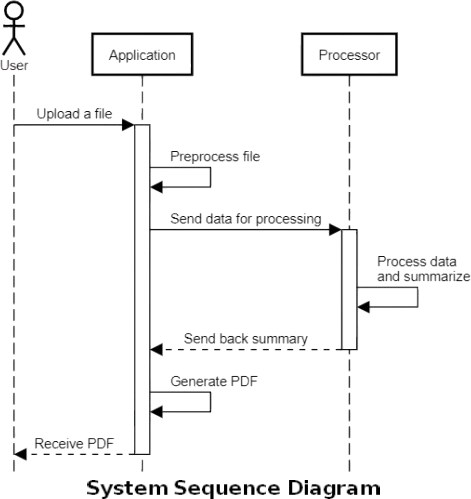 User
Application
Processor
Upload a file
Preprocess file
Send data for processing
Process data
and summarize
Send back summary
Generate PDF
Receive PDF
System Sequence Diagram